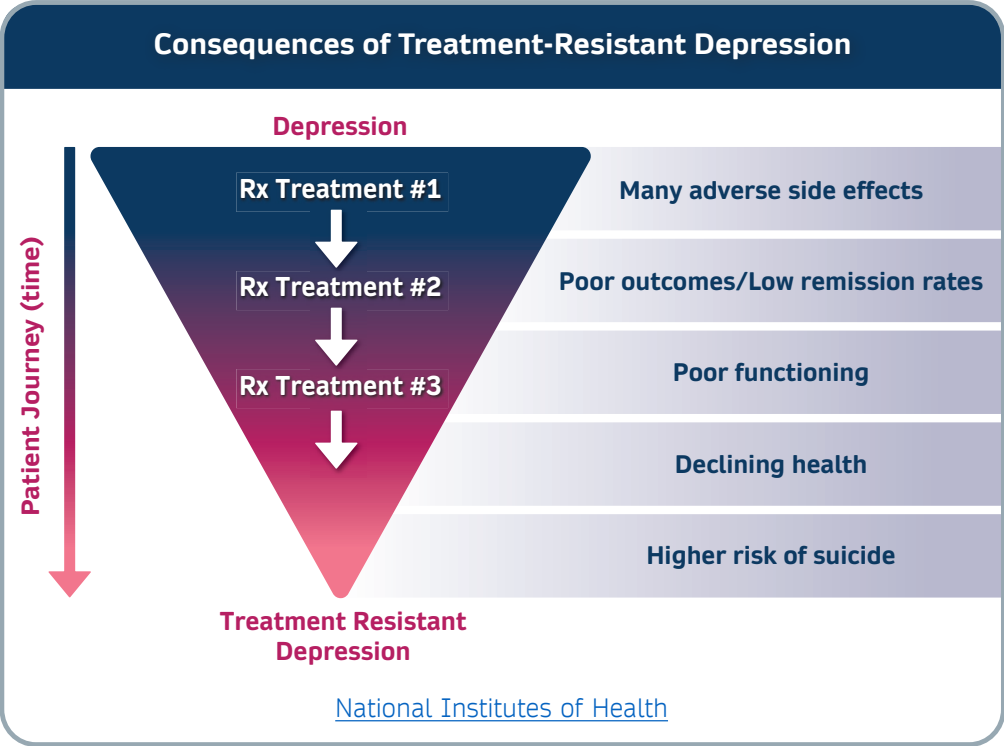 Consequences of Treatment-Resistant Depression
Depression
Patient Journey (time)
Rx Treatment #1
Rx Treatment #2
Rx Treatment #3
Many adverse side effects
Poor outcomes/Low remission rates
Poor functioning
Declining health
Higher risk of suicide
Treatment Resistant
Depression
National Institutes of Health